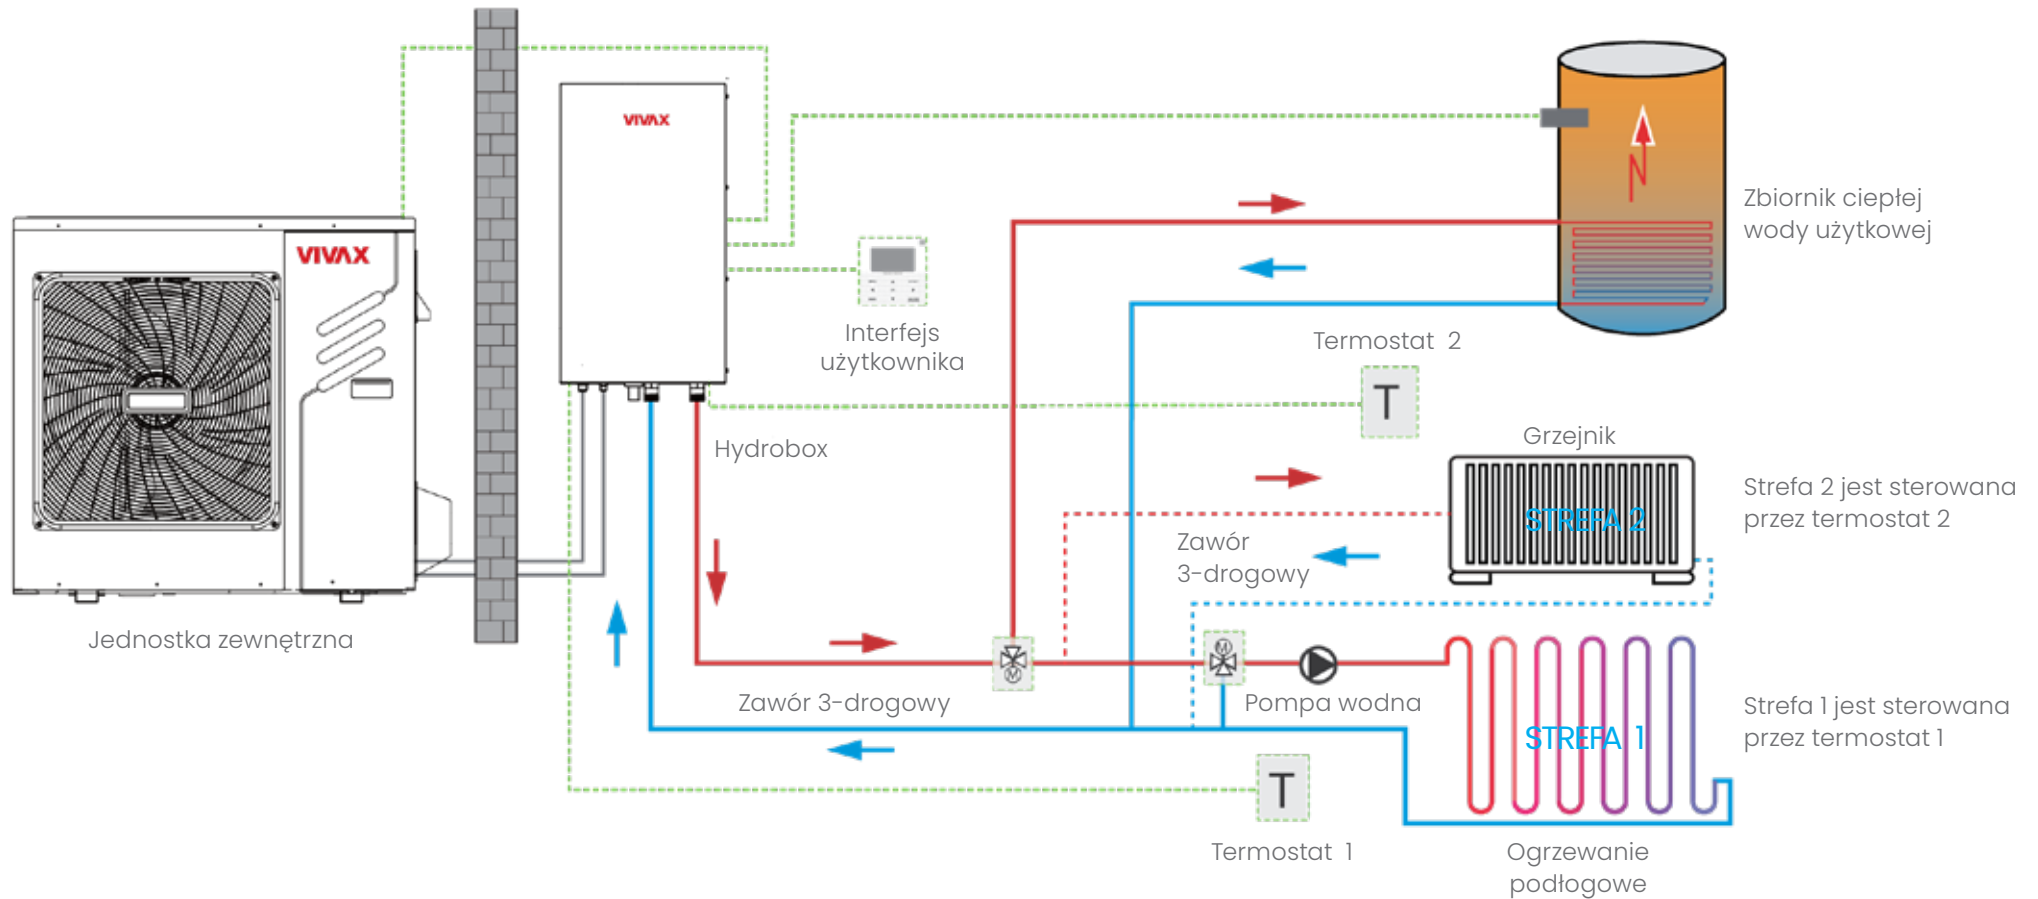 VIVAX
VIVAX
Jednostka zewnętrzna
Hydrobox
Interfejs
użytkownika
Zbiornik ciepłej
wody użytkowej
Termostat 2
T
Grzejnik
STREFA 2
Strefa 2 jest sterowana
przez termostat 2
Zawór
3-drogowy
M
M
Zawór 3-drogowy
Pompa wodna
STREFA 1
Strefa 1 jest sterowana
przez termostat 1
T
Termostat 1
Ogrzewanie
podłogowe